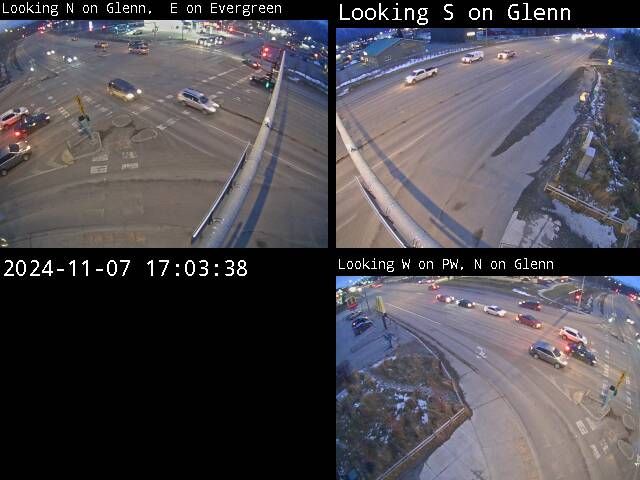 Looking N on Glenn, E on Evergreen
Looking S on Glenn
2024-11-07 17:03:38
Looking W on PW, N on Glenn